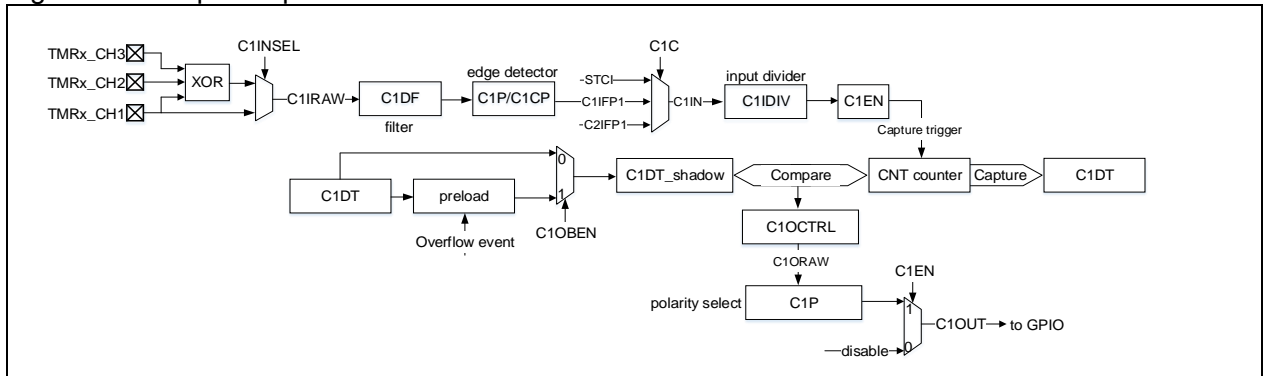 TMRx_CH3
TMRx_CH2
TMRx_CH1
XOR
C1INSEL
C1IRAW
C1DF
filter
edge detector
C1P/C1CP
C1C
STCI
C1IFP1
C2IFP1
C1IN
input divider
C1IDIV
C1EN
Capture trigger
C1DT
preload
Overflow event
0
1
C1OBEN
C1DT_shadow
Compare
CNT counter
Capture
C1DT
C1OCTRL
C1ORAW
polarity select
C1P
C1EN
1
0
disable
C1OUT
to GPIO